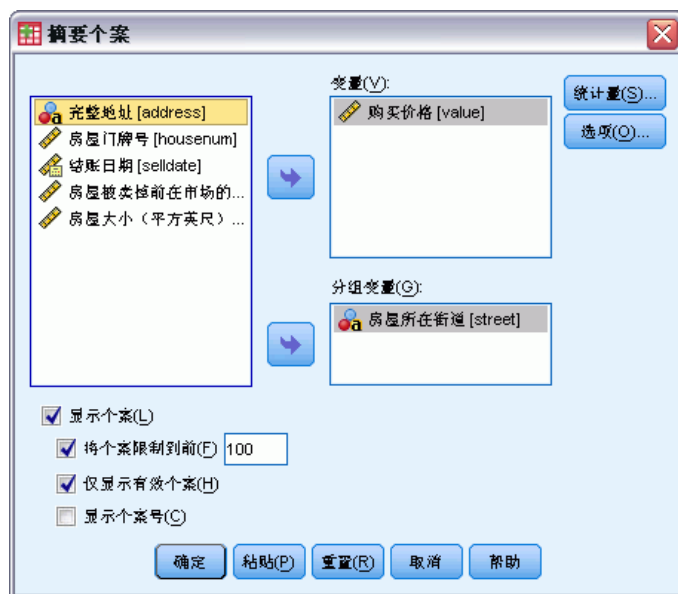 摘要个案
变量(V):
完整地址 [address]
房屋门牌号 [housenum]
结账日期 [selldate]
房屋被卖掉前在市场的...
房屋大小（平方英尺）...
购买价格 [value]
统计量(S)...
选项(O)...
分组变量(G):
房屋所在街道 [street]
显示个案(L)
将个案限制到前(F) 100
仅显示有效个案(H)
显示个案号(C)
确定 粘贴(P) 重置(R) 取消 帮助